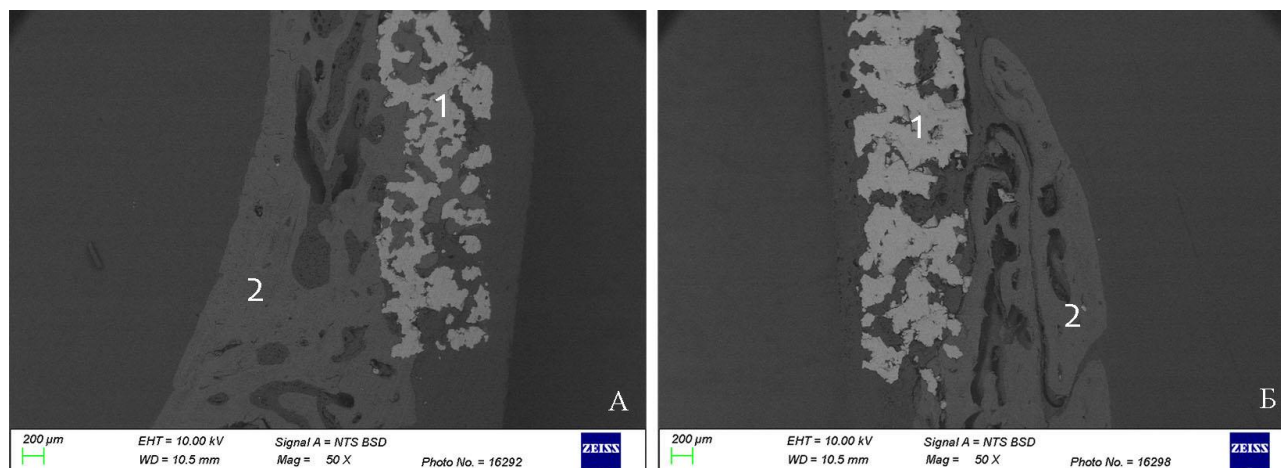 1
2
А
200 µm
EHT = 10.00 kV
Signal A = NTS BSD
WD = 10.5 mm
Mag = 50 X
Photo No. = 16292
ZEISS
1
2
Б
200 µm
EHT = 10.00 kV
Signal A = NTS BSD
WD = 10.5 mm
Mag = 50 X
Photo No. = 16298
ZEISS